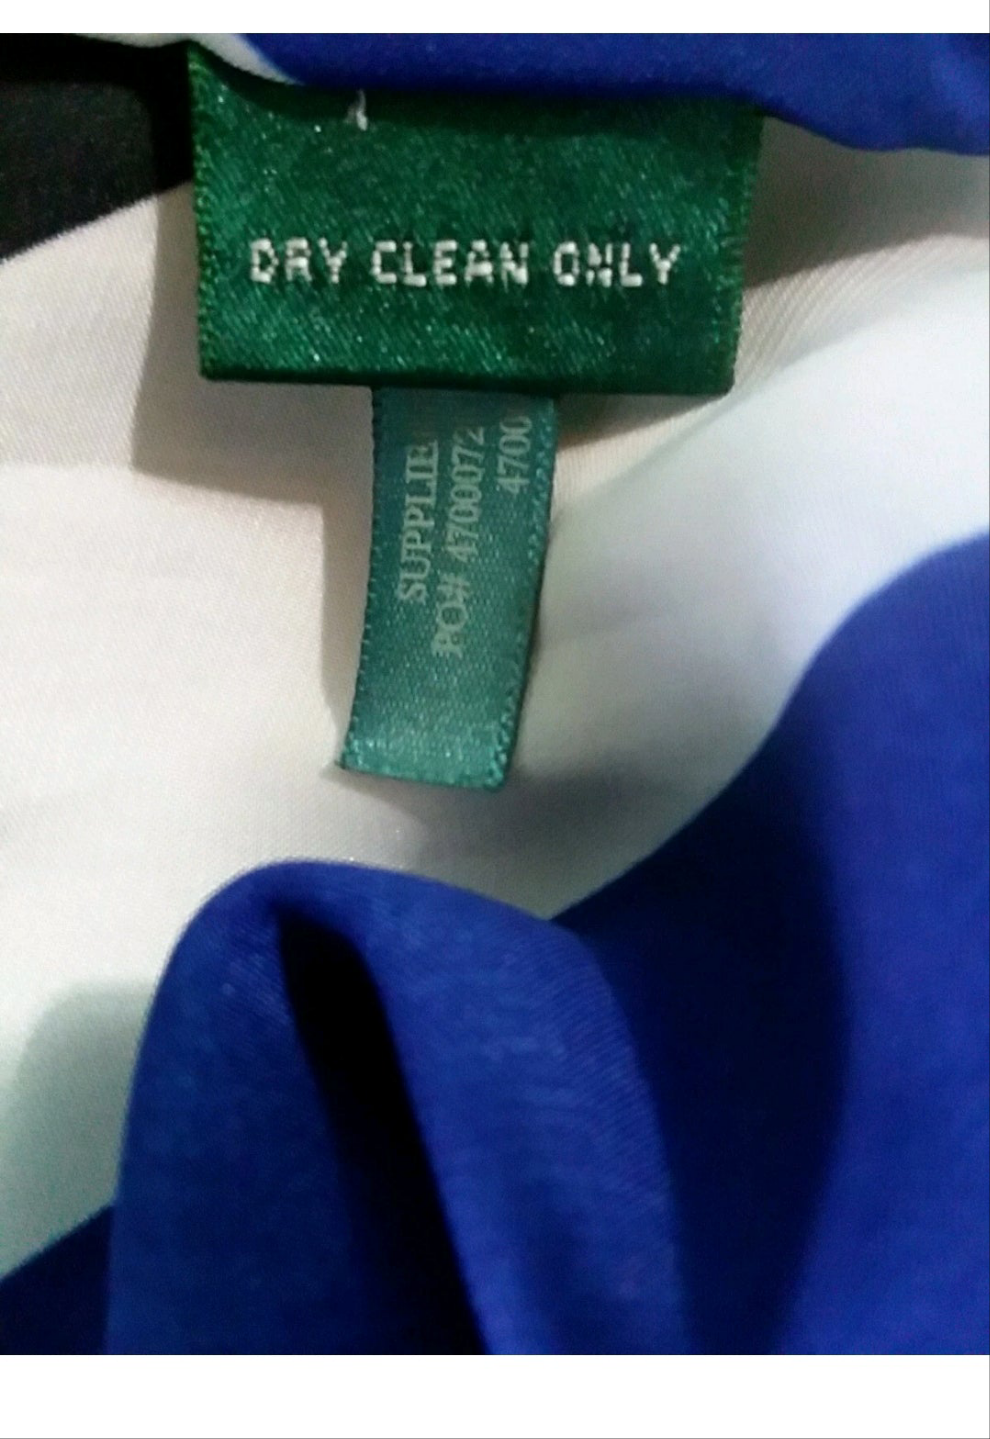 DRY CLEAN ONLY
SUPPLIE
PO# 4700072
4700